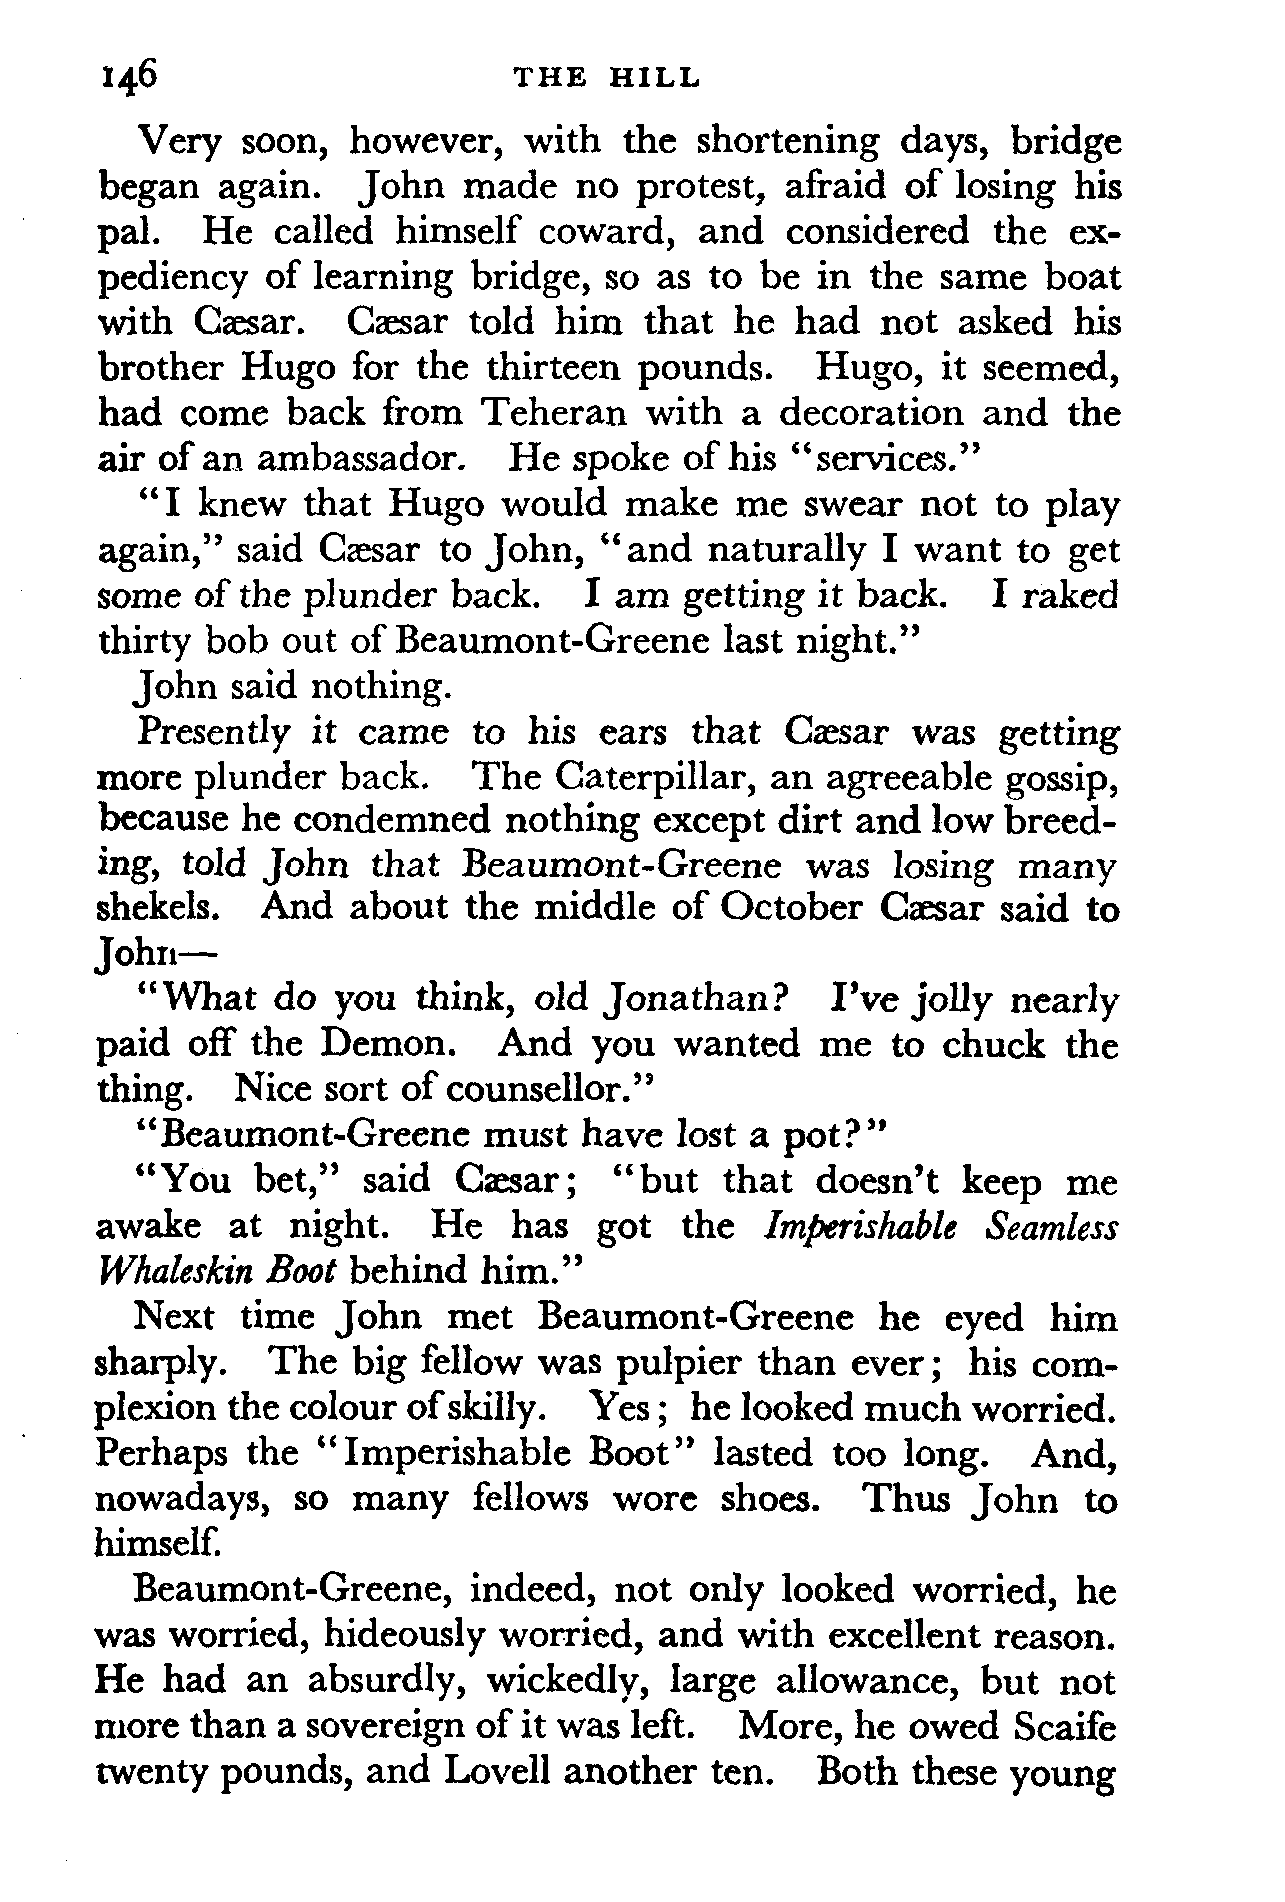 146 THE HILL
Very soon, however, with the shortening days, bridge
began again. John made no protest, afraid of losing his
pal. He called himself coward, and considered the ex-
pediency of learning bridge, so as to be in the same boat
with Cæsar. Cæsar told him that he had not asked his
brother Hugo for the thirteen pounds. Hugo, it seemed,
had come back from Teheran with a decoration and the
air of an ambassador. He spoke of his “services.”
“I knew that Hugo would make me swear not to play
again,” said Cæsar to John, “and naturally I want to get
some of the plunder back. I am getting it back. I raked
thirty bob out of Beaumont-Greene last night.”
John said nothing.
Presently it came to his ears that Cæsar was getting
more plunder back. The Caterpillar, an agreeable gossip,
because he condemned nothing except dirt and low breed-
ing, told John that Beaumont-Greene was losing many
shekels. And about the middle of October Cæsar said to
John—
“What do you think, old Jonathan? I’ve jolly nearly
paid off the Demon. And you wanted me to chuck the
thing. Nice sort of counsellor.”
“Beaumont-Greene must have lost a pot?”
“You bet,” said Cæsar; “but that doesn’t keep me
awake at night. He has got the Imperishable Seamless
Whaleskin Boot behind him.”
Next time John met Beaumont-Greene he eyed him
sharply. The big fellow was pulpier than ever; his com-
plexion the colour of skilly. Yes; he looked much worried.
Perhaps the “Imperishable Boot” lasted too long. And,
nowadays, so many fellows wore shoes. Thus John to
himself.
Beaumont-Greene, indeed, not only looked worried, he
was worried, hideously worried, and with excellent reason.
He had an absurdly, wickedly, large allowance, but not
more than a sovereign of it was left. More, he owed Scaife
twenty pounds, and Lovell another ten. Both these young